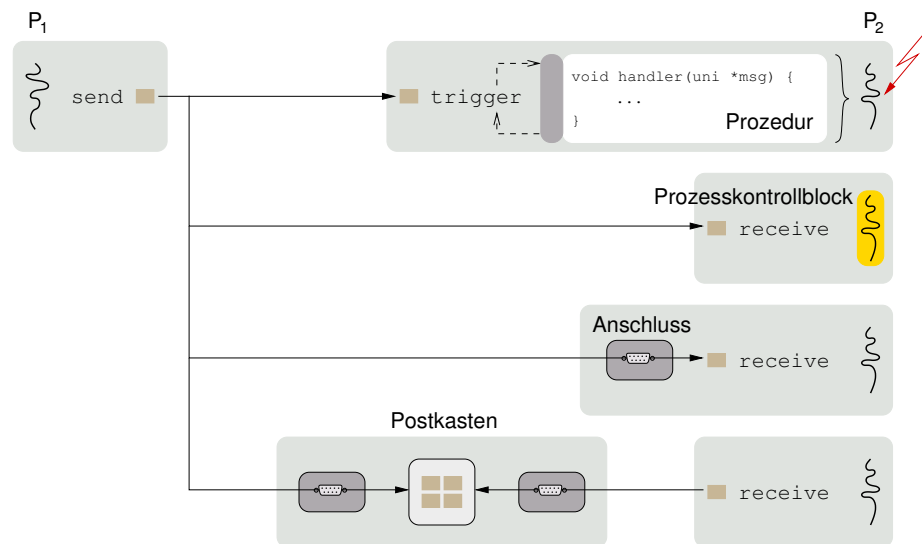 P1
P2
send
trigger
void handler(uni *msg) {
...
}
Prozedur
Prozesskontrollblock
receive
Anschluss
receive
Postkasten
receive